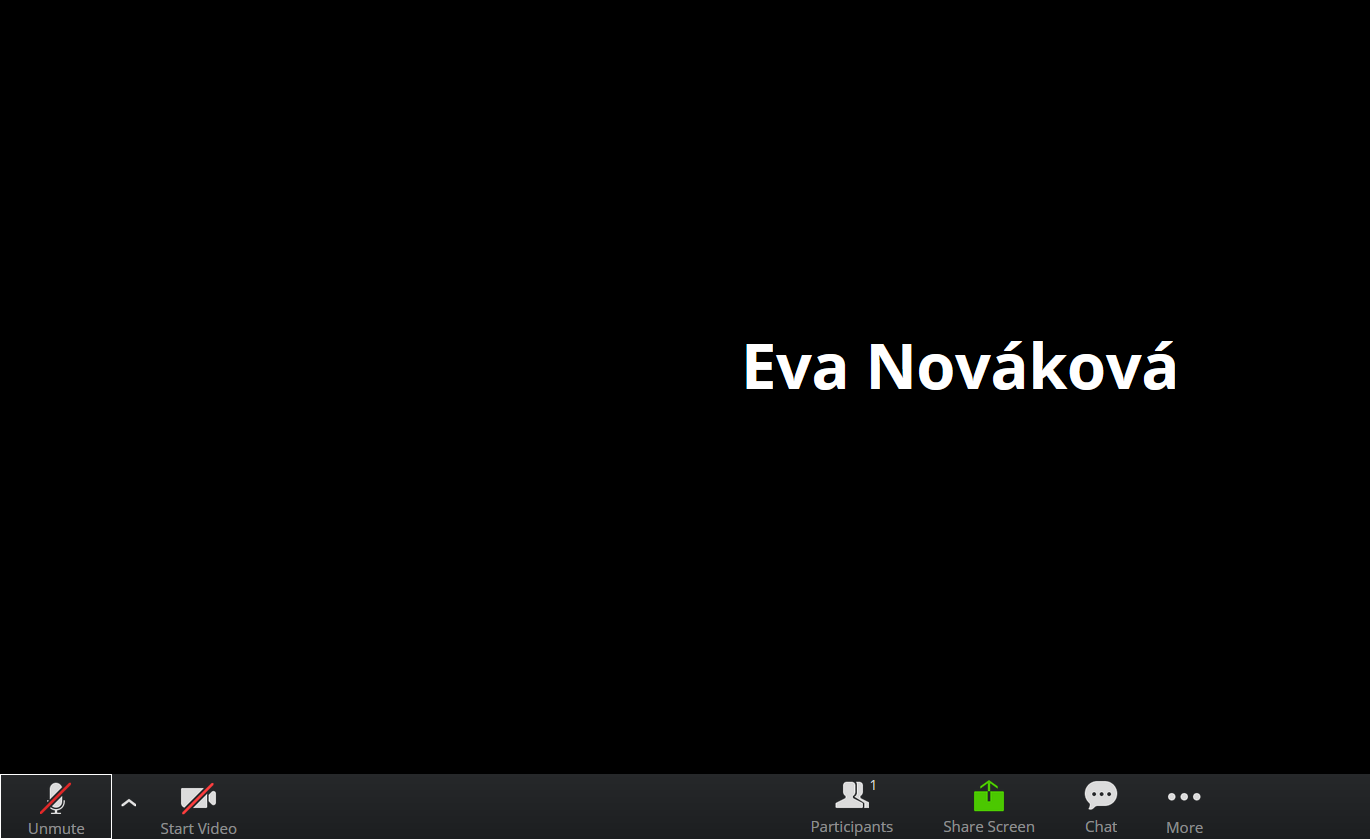 Eva Nováková
Unmute
Start Video
Participants
1
Share Screen
Chat
More